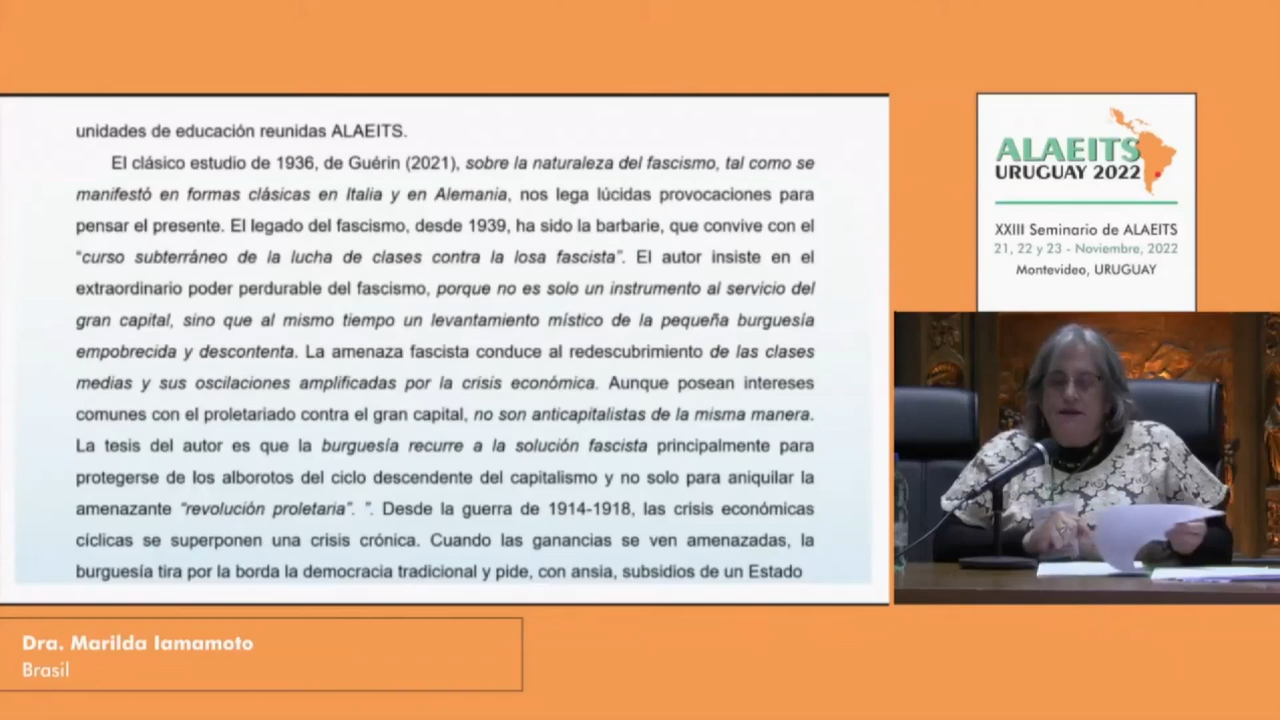 unidades de educación reunidas ALAEITS.
El clásico estudio de 1936, de Guérin (2021), sobre la naturaleza del fascismo, tal como se
manifestó en formas clásicas en Italia y en Alemania, nos lega lúcidas provocaciones para
pensar el presente. El legado del fascismo, desde 1939, ha sido la barbarie, que convive con el
“curso subterráneo de la lucha de clases contra la losa fascista”. El autor insiste en el
extraordinario poder perdurable del fascismo, porque no es solo un instrumento al servicio del
gran capital, sino que al mismo tiempo un levantamiento místico de la pequeña burguesía
empobrecida y descontenta. La amenaza fascista conduce al redescubrimiento de las clases
medias y sus oscilaciones amplificadas por la crisis económica. Aunque posean intereses
comunes con el proletariado contra el gran capital, no son anticapitalistas de la misma manera.
La tesis del autor es que la burguesía recurre a la solución fascista principalmente para
protegerse de los alborotos del ciclo descendente del capitalismo y no solo para aniquilar la
amenazante “revolución proletaria”. ”. Desde la guerra de 1914-1918, las crisis económicas
cíclicas se superponen una crisis crónica. Cuando las ganancias se ven amenazadas, la
burguesía tira por la borda la democracia tradicional y pide, con ansia, subsidios de un Estado
ALAEITS
URUGUAY 2022
XXIII Seminario de ALAEITS
21, 22 y 23 - Noviembre, 2022
Montevideo, URUGUAY
Dra. Marilda Iamamoto
Brasil